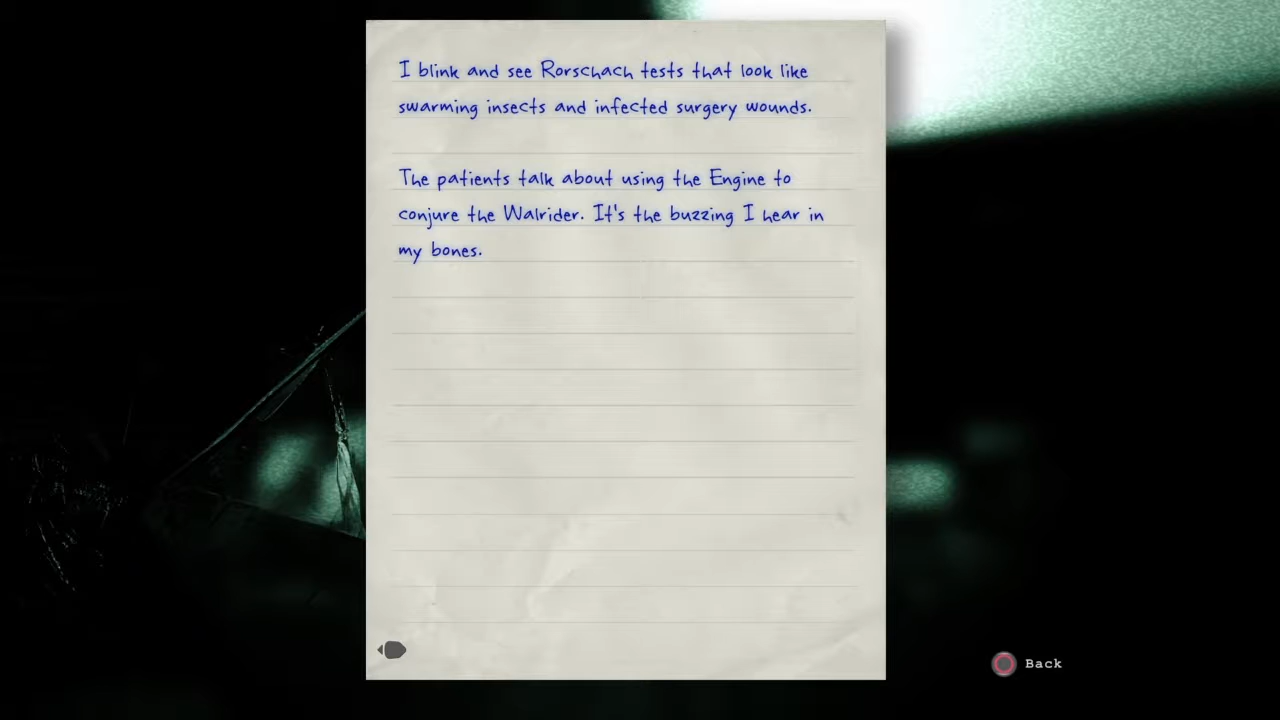 I blink and see Rorschach tests that look like
swarming insects and infected surgery wounds.
The patients talk about using the Engine to
conjure the Walrider. It's the buzzing I hear in
my bones.
Back